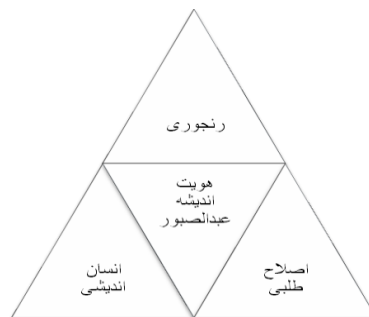 رنجوری
هویت
اندیشه
عبدالصبور
اصلاح
طلبی
انسان
اندیشی